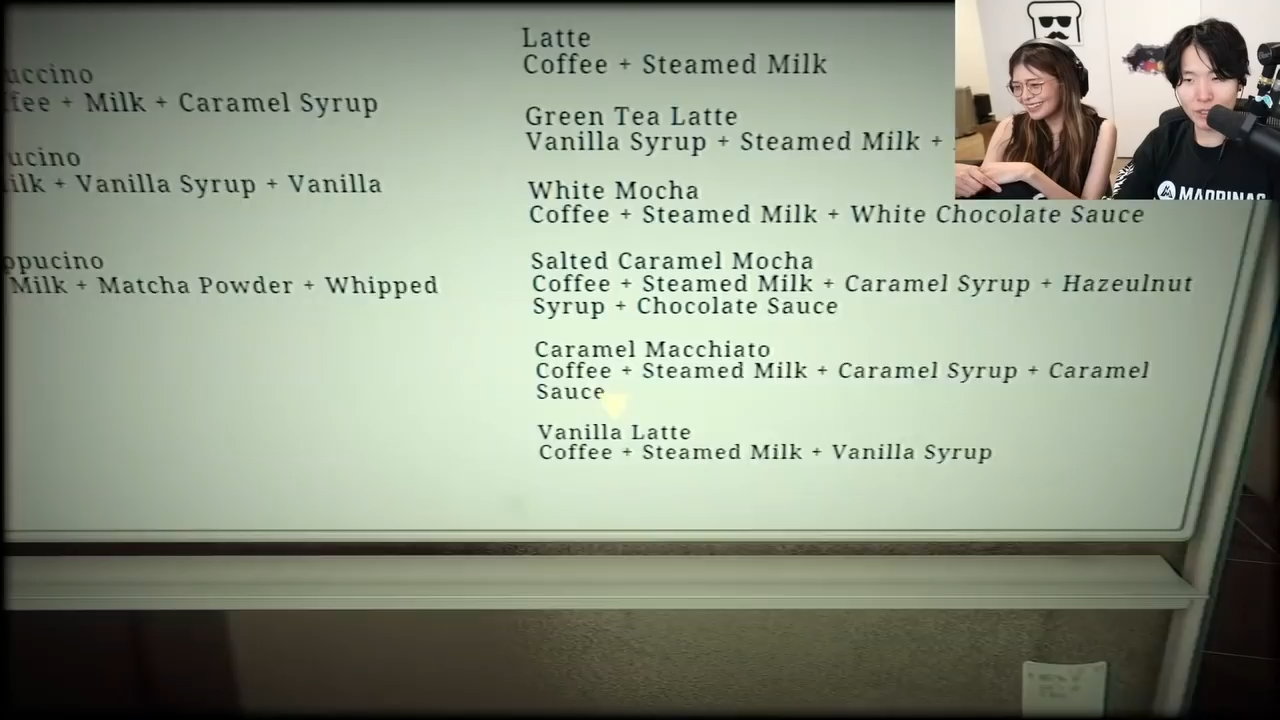 uccino
fee + Milk + Caramel Syrup
ucino
ilk + Vanilla Syrup + Vanilla
ppucino
Milk + Matcha Powder + Whipped
Latte
Coffee + Steamed Milk
Green Tea Latte
Vanilla Syrup + Steamed Milk +
White Mocha
Coffee + Steamed Milk + White Chocolate Sauce
Salted Caramel Mocha
Coffee + Steamed Milk + Caramel Syrup + Hazeulnut
Syrup + Chocolate Sauce
Caramel Macchiato
Coffee + Steamed Milk + Caramel Syrup + Caramel
Sauce
Vanilla Latte
Coffee + Steamed Milk + Vanilla Syrup